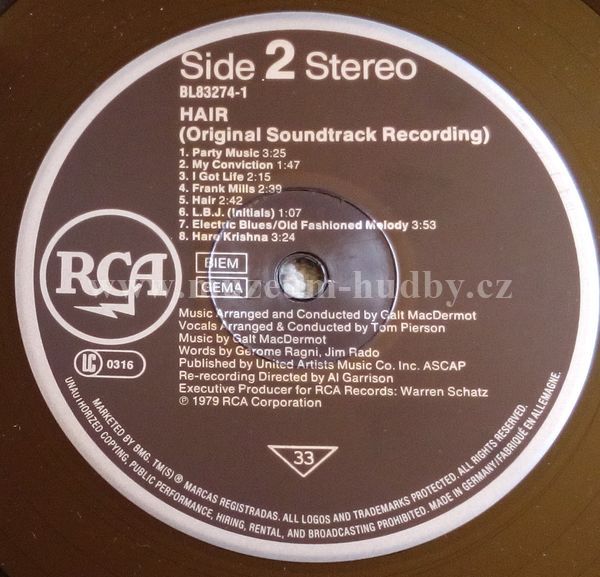 Side 2 Stereo
BL83274-1
HAIR
(Original Soundtrack Recording)
1. Party Music 3:25
2. My Conviction 1:47
3. I Got Life 2:15
4. Frank Mills 2:39
5. Hair 2:42
6. L.B.J. (Initials) 1:07
7. Electric Blues/Old Fashioned Melody 3:53
8. Hare Krishna 3:24
RCA
BIEM
GEMA
www.muzeum-hudby.cz
Music Arranged and Conducted by Galt MacDermot
Vocals Arranged & Conducted by Tom Pierson
Music by Galt MacDermot
Words by Gerome Ragni, Jim Rado
Published by United Artists Music Co. Inc. ASCAP
Re-recording Directed by Al Garrison
Executive Producer for RCA Records: Warren Schatz
℗ 1979 RCA Corporation
LC 0316
33
MARKETED BY BMG. TM(S) ® MARCAS REGISTRADAS. ALL LOGOS AND TRADEMARKS PROTECTED. ALL RIGHTS RESERVED.
UNAUTHORIZED COPYING, PUBLIC PERFORMANCE, HIRING, RENTAL, AND BROADCASTING PROHIBITED. MADE IN GERMANY/FABRIQUÉ EN ALLEMAGNE.